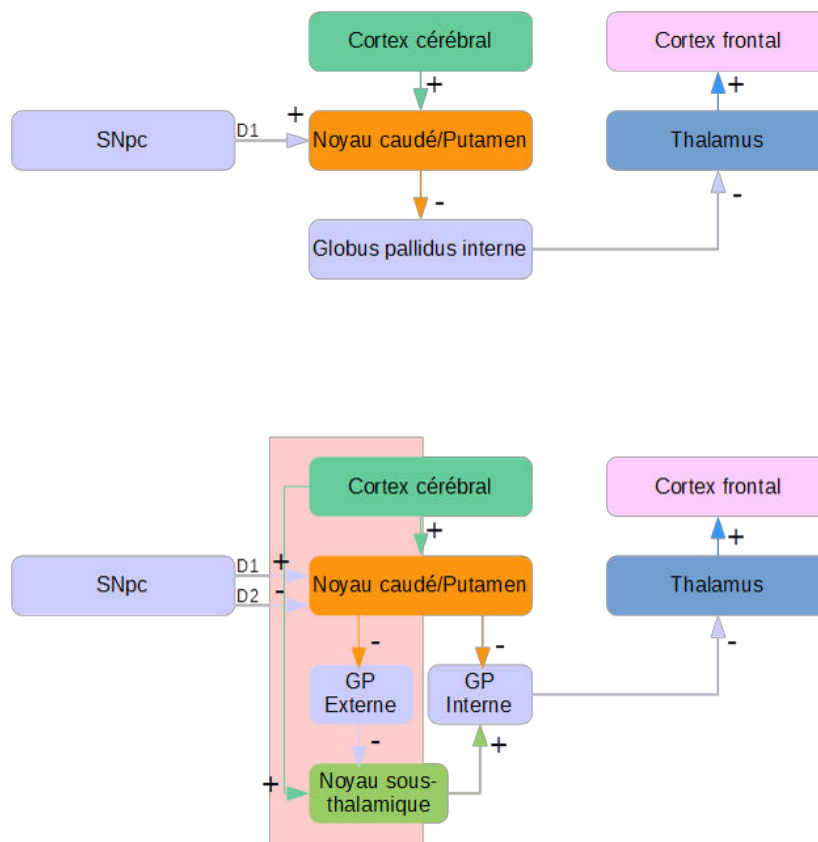 Cortex cérébral
Cortex frontal
+
+
SNpc
D1
+
Noyau caudé/Putamen
Thalamus
-
-
Globus pallidus interne
Cortex cérébral
Cortex frontal
+
+
SNpc
D1
+
D2
-
Noyau caudé/Putamen
Thalamus
-
-
-
GP
Externe
GP
Interne
-
+
+
Noyau sous-
thalamique